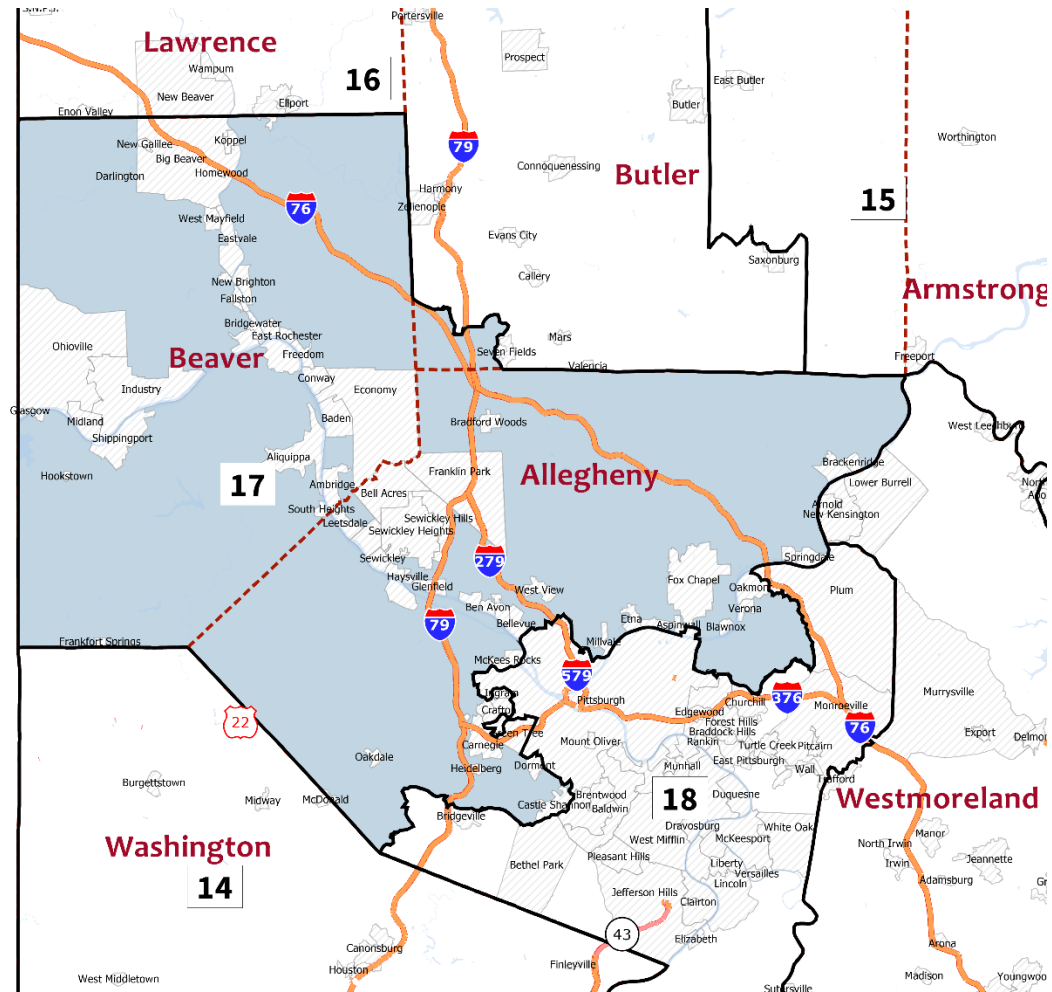 Portersville
Lawrence
Prospect
Wampum
16
East Butler
New Beaver
Butler
Ellport
Enon Valley
Worthington
79
New Galilee
Koppel
Big Beaver
Connoquenessing
Darlington
Homewood
Butler
Harmony
15
76
Zelienople
West Mayfield
Evans City
Eastvale
Saxonburg
Callery
New Brighton
Armstrong
Fallston
Bridgewater
East Rochester
Mars
Ohioville
Beaver
Freedom
Seven Fields
Freeport
Valencia
Conway
Industry
Economy
Glasgow
Midland
Baden
Bradford Woods
Shippingport
West Leechburg
Aliquippa
Brackenridge
Franklin Park
Allegheny
Hookstown
17
Ambridge
Lower Burrell
Bell Acres
Arnold
South Heights
New Kensington
Leetsdale
Sewickley Hills
Sewickley Heights
Sewickley
279
Springdale
Haysville
Fox Chapel
Glenfield
West View
Oakmont
Plum
Ben Avon
Verona
79
Bellevue
Etna
Aspinwall
Blawnox
Frankfort Springs
Millvale
McKees Rocks
579
Ingram
Pittsburgh
376
Murrysville
Churchill
Crafton
Edgewood
Monroeville
22
Forest Hills
76
Green Tree
Braddock Hills
Export
Mount Oliver
Rankin
Turtle Creek
Pitcairn
Delmont
Carnegie
Oakdale
East Pittsburgh
Heidelberg
Dormont
Munhall
Wall
Trafford
Burgettstown
Brentwood
Duquesne
Midway
McDonald
Castle Shannon
Baldwin
18
Westmoreland
Bridgeville
Dravosburg
White Oak
Manor
West Mifflin
McKeesport
North Irwin
Washington
Pleasant Hills
Jeannette
Bethel Park
Liberty
Irwin
Versailles
14
Lincoln
Adamsburg
Jefferson Hills
Clairton
43
Elizabeth
Canonsburg
Arona
Finleyville
Houston
Madison
West Middletown
Youngwood
Sutersville